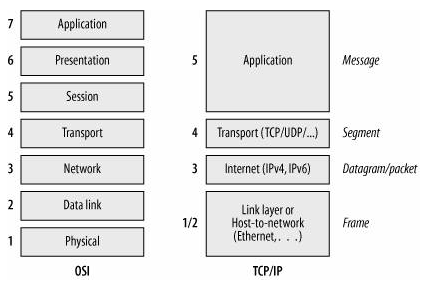 7 Application
6 Presentation
5 Session
4 Transport
3 Network
2 Data link
1 Physical
OSI
5 Application Message
4 Transport (TCP/UDP/...) Segment
3 Internet (IPv4, IPv6) Datagram/packet
1/2 Link layer or
Host-to-network
(Ethernet, . . . )
Frame
TCP/IP